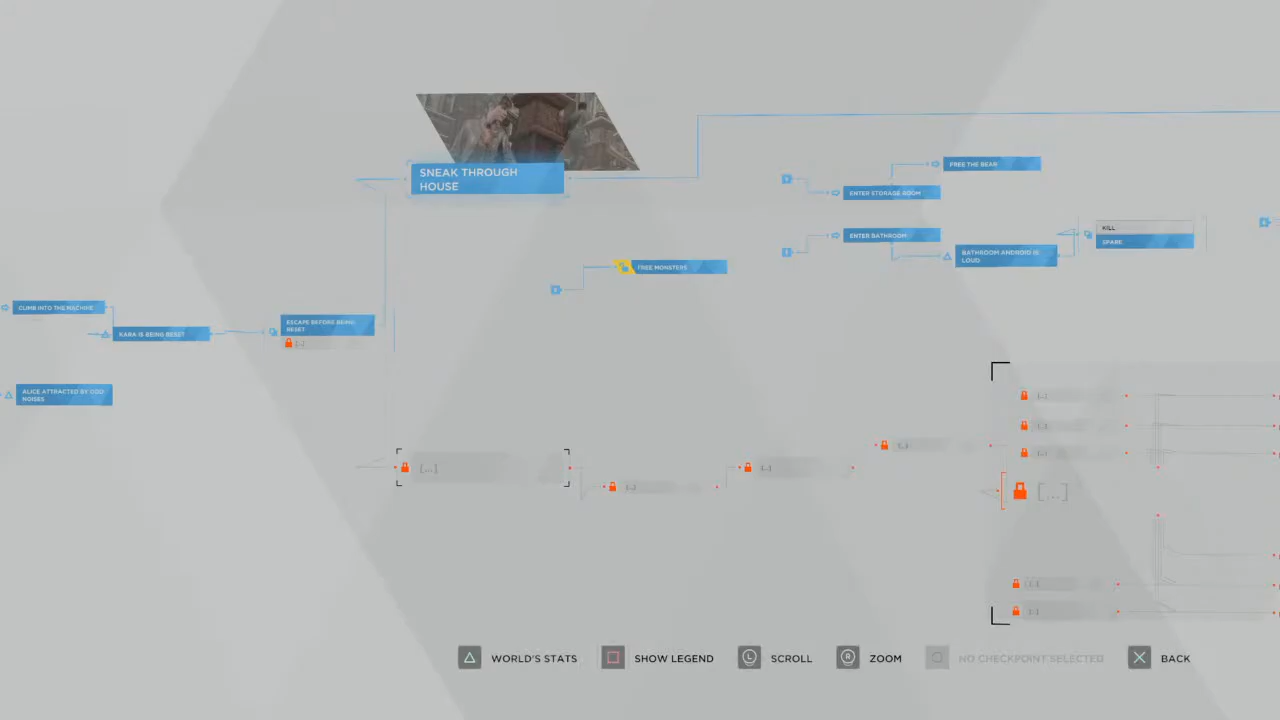 SNEAK THROUGH
HOUSE
FREE THE BEAR
ENTER STORAGE ROOM
ENTER BATHROOM
KILL
SPARE
BATHROOM ANDROID IS
LOUD
FREE MONSTERS
CLIMB INTO THE MACHINE
KARA IS BEING RESET
ESCAPE BEFORE BEING
RESET
[...]
ALICE ATTRACTED BY ODD
NOISES
[...]
[...]
[...]
[...]
[...]
[...]
[...]
[...]
[...]
[...]
WORLD'S STATS
SHOW LEGEND
L
SCROLL
R
ZOOM
NO CHECKPOINT SELECTED
BACK